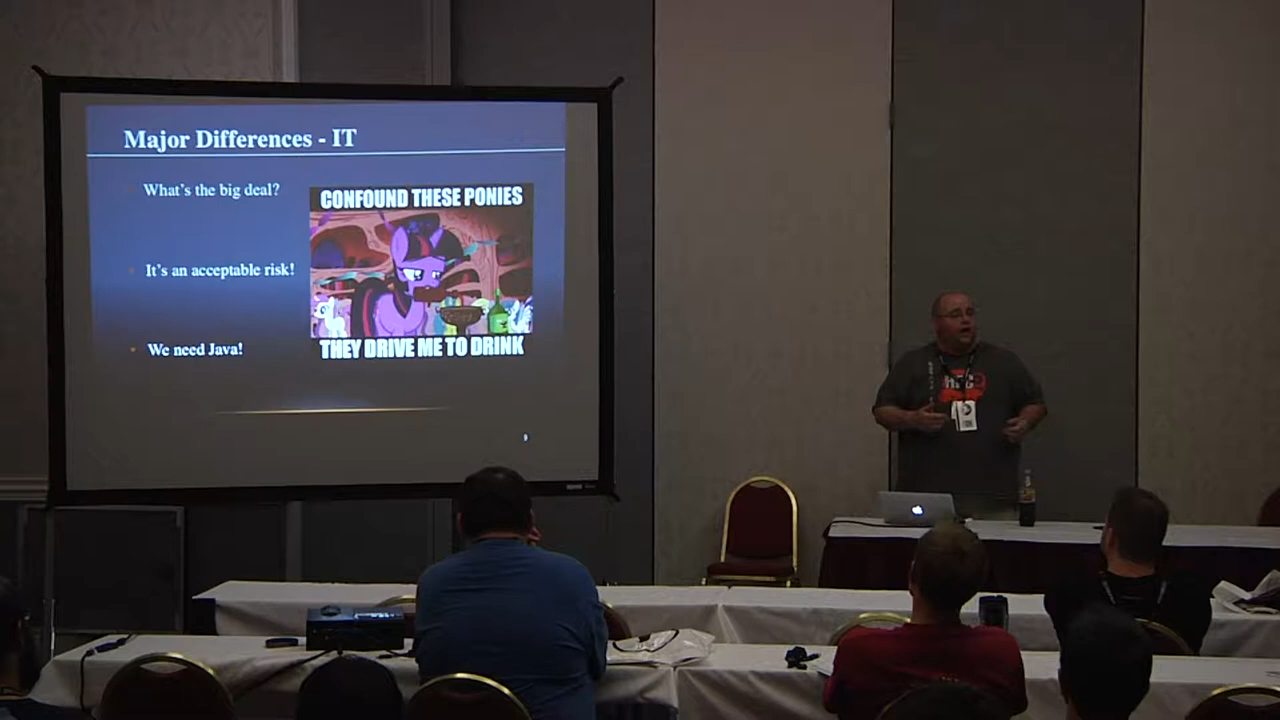 Major Differences - IT
What's the big deal?
It's an acceptable risk!
We need Java!
CONFOUND THESE PONIES
THEY DRIVE ME TO DRINK